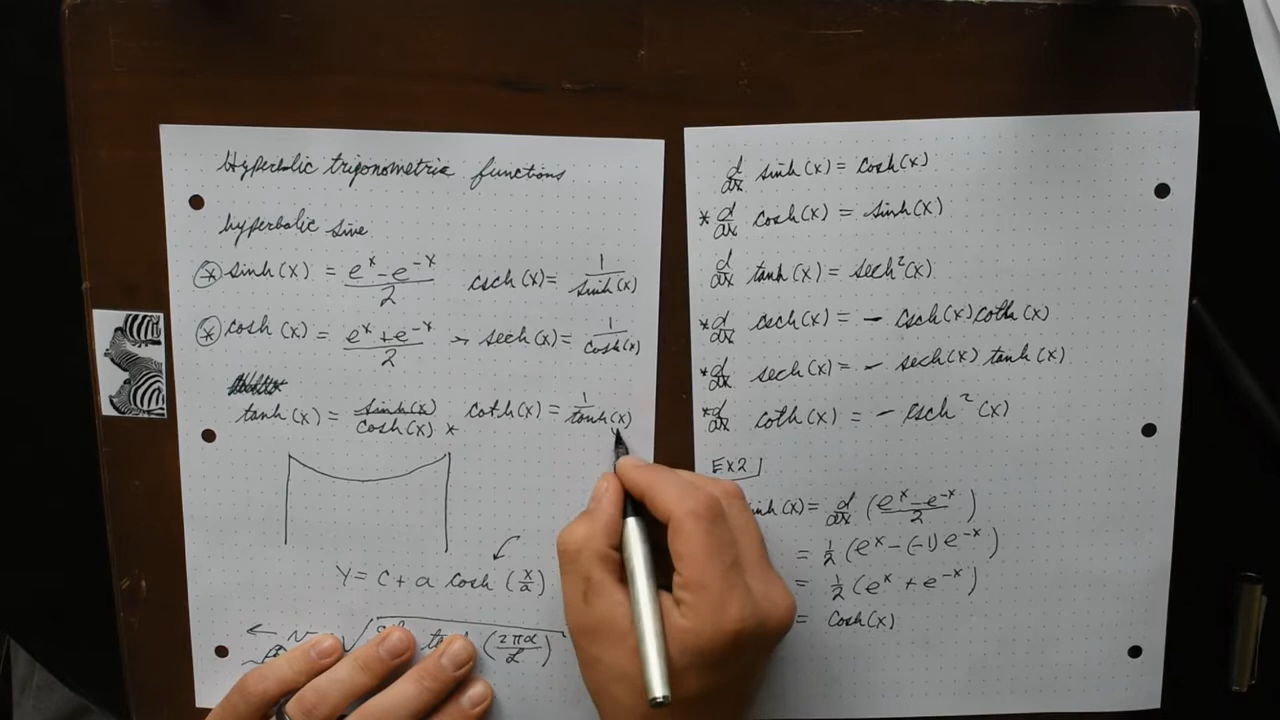 Hyperbolic trigonometric functions
hyperbolic sine
* sinh(x) = e^x - e^-x / 2    csch(x) = 1 / sinh(x)
* cosh(x) = e^x + e^-x / 2 → sech(x) = 1 / cosh(x)
tanh(x) = sinh(x) / cosh(x) *    coth(x) = 1 / tanh(x)
y = c + a cosh (x/a)
← √ (2πd / L)
d/dx sinh(x) = cosh(x)
* d/dx cosh(x) = sinh(x)
d/dx tanh(x) = sech²(x)
* d/dx csch(x) = - csch(x) coth(x)
* d/dx sech(x) = - sech(x) tanh(x)
* d/dx coth(x) = - csch²(x)
EX2
inh(x) = d/dx (e^x - e^-x / 2)
= 1/2 (e^x - (-1)e^-x)
= 1/2 (e^x + e^-x)
= cosh(x)